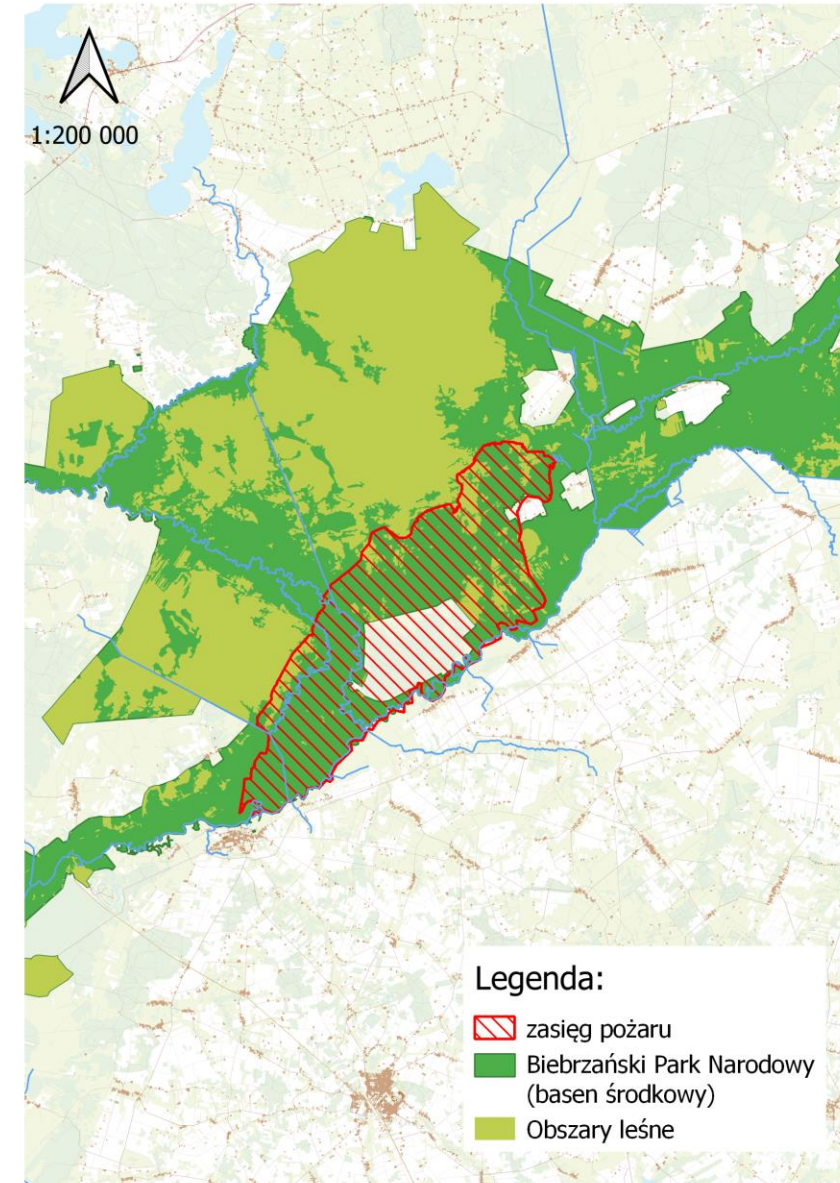 1:200 000
Legenda:
zasięg pożaru
Biebrzański Park Narodowy
(basen środkowy)
Obszary leśne